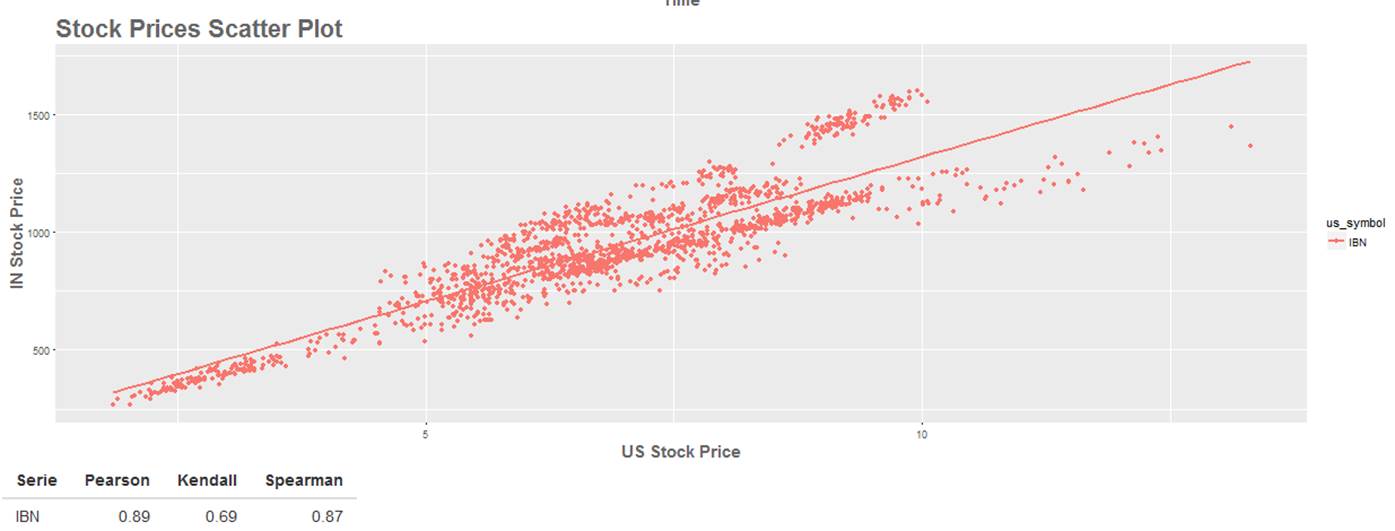 Time
Stock Prices Scatter Plot
IN Stock Price
1500
1000
500
5 10
US Stock Price
us_symbol
IBN
Serie Pearson Kendall Spearman
IBN 0.89 0.69 0.87